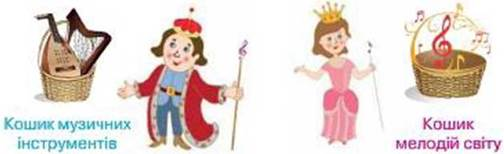 Кошик музичних
інструментів
Кошик
мелодій світу